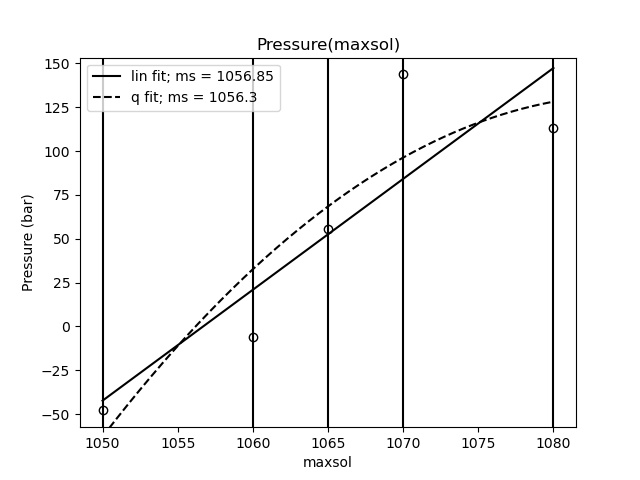 Pressure(maxsol)
lin fit; ms = 1056.85
q fit; ms = 1056.3
Pressure (bar)
150
125
100
75
50
25
0
−25
−50
1050 1055 1060 1065 1070 1075 1080
maxsol